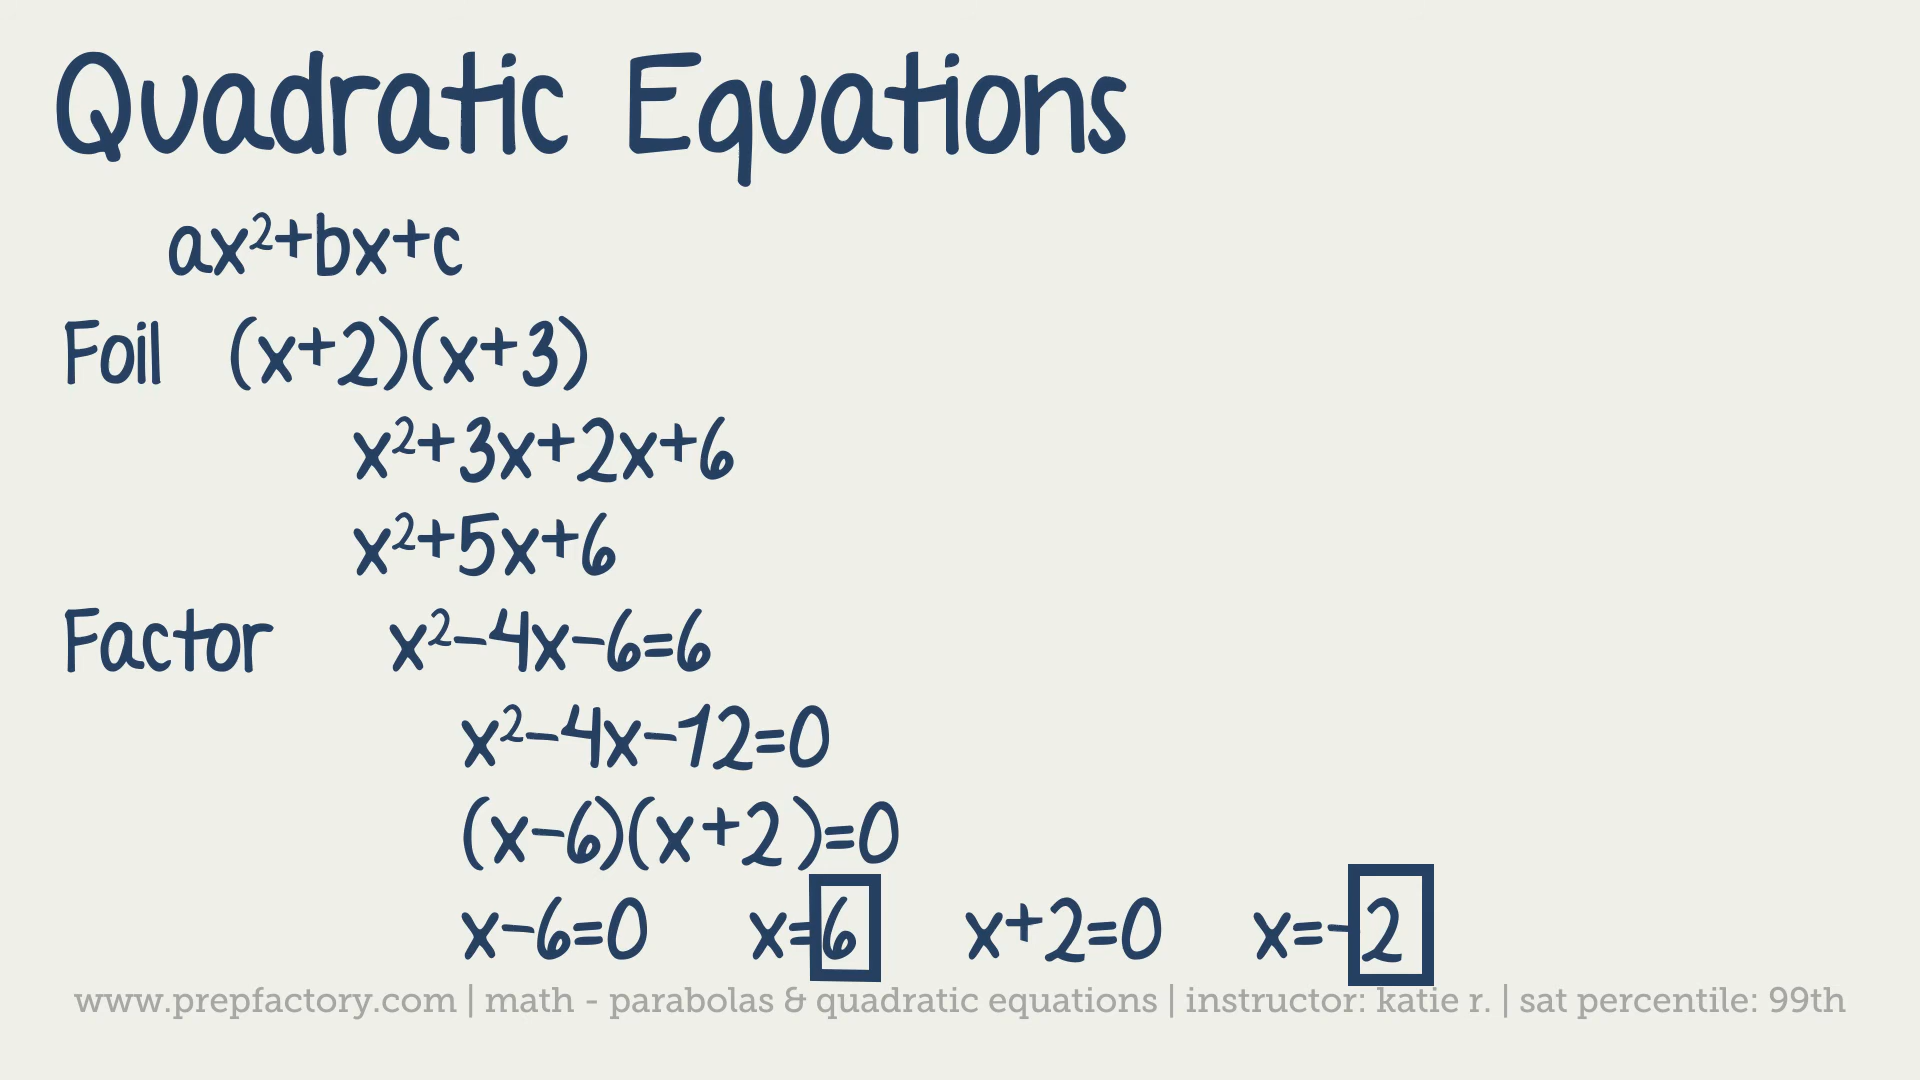 Quadratic Equations
ax²+bx+c
Foil (x+2)(x+3)
x²+3x+2x+6
x²+5x+6
Factor x²-4x-6=6
x²-4x-12=0
(x-6)(x+2)=0
x-6=0 x=6 x+2=0 x=-2
www.prepfactory.com | math - parabolas & quadratic equations | instructor: katie r. | sat percentile: 99th